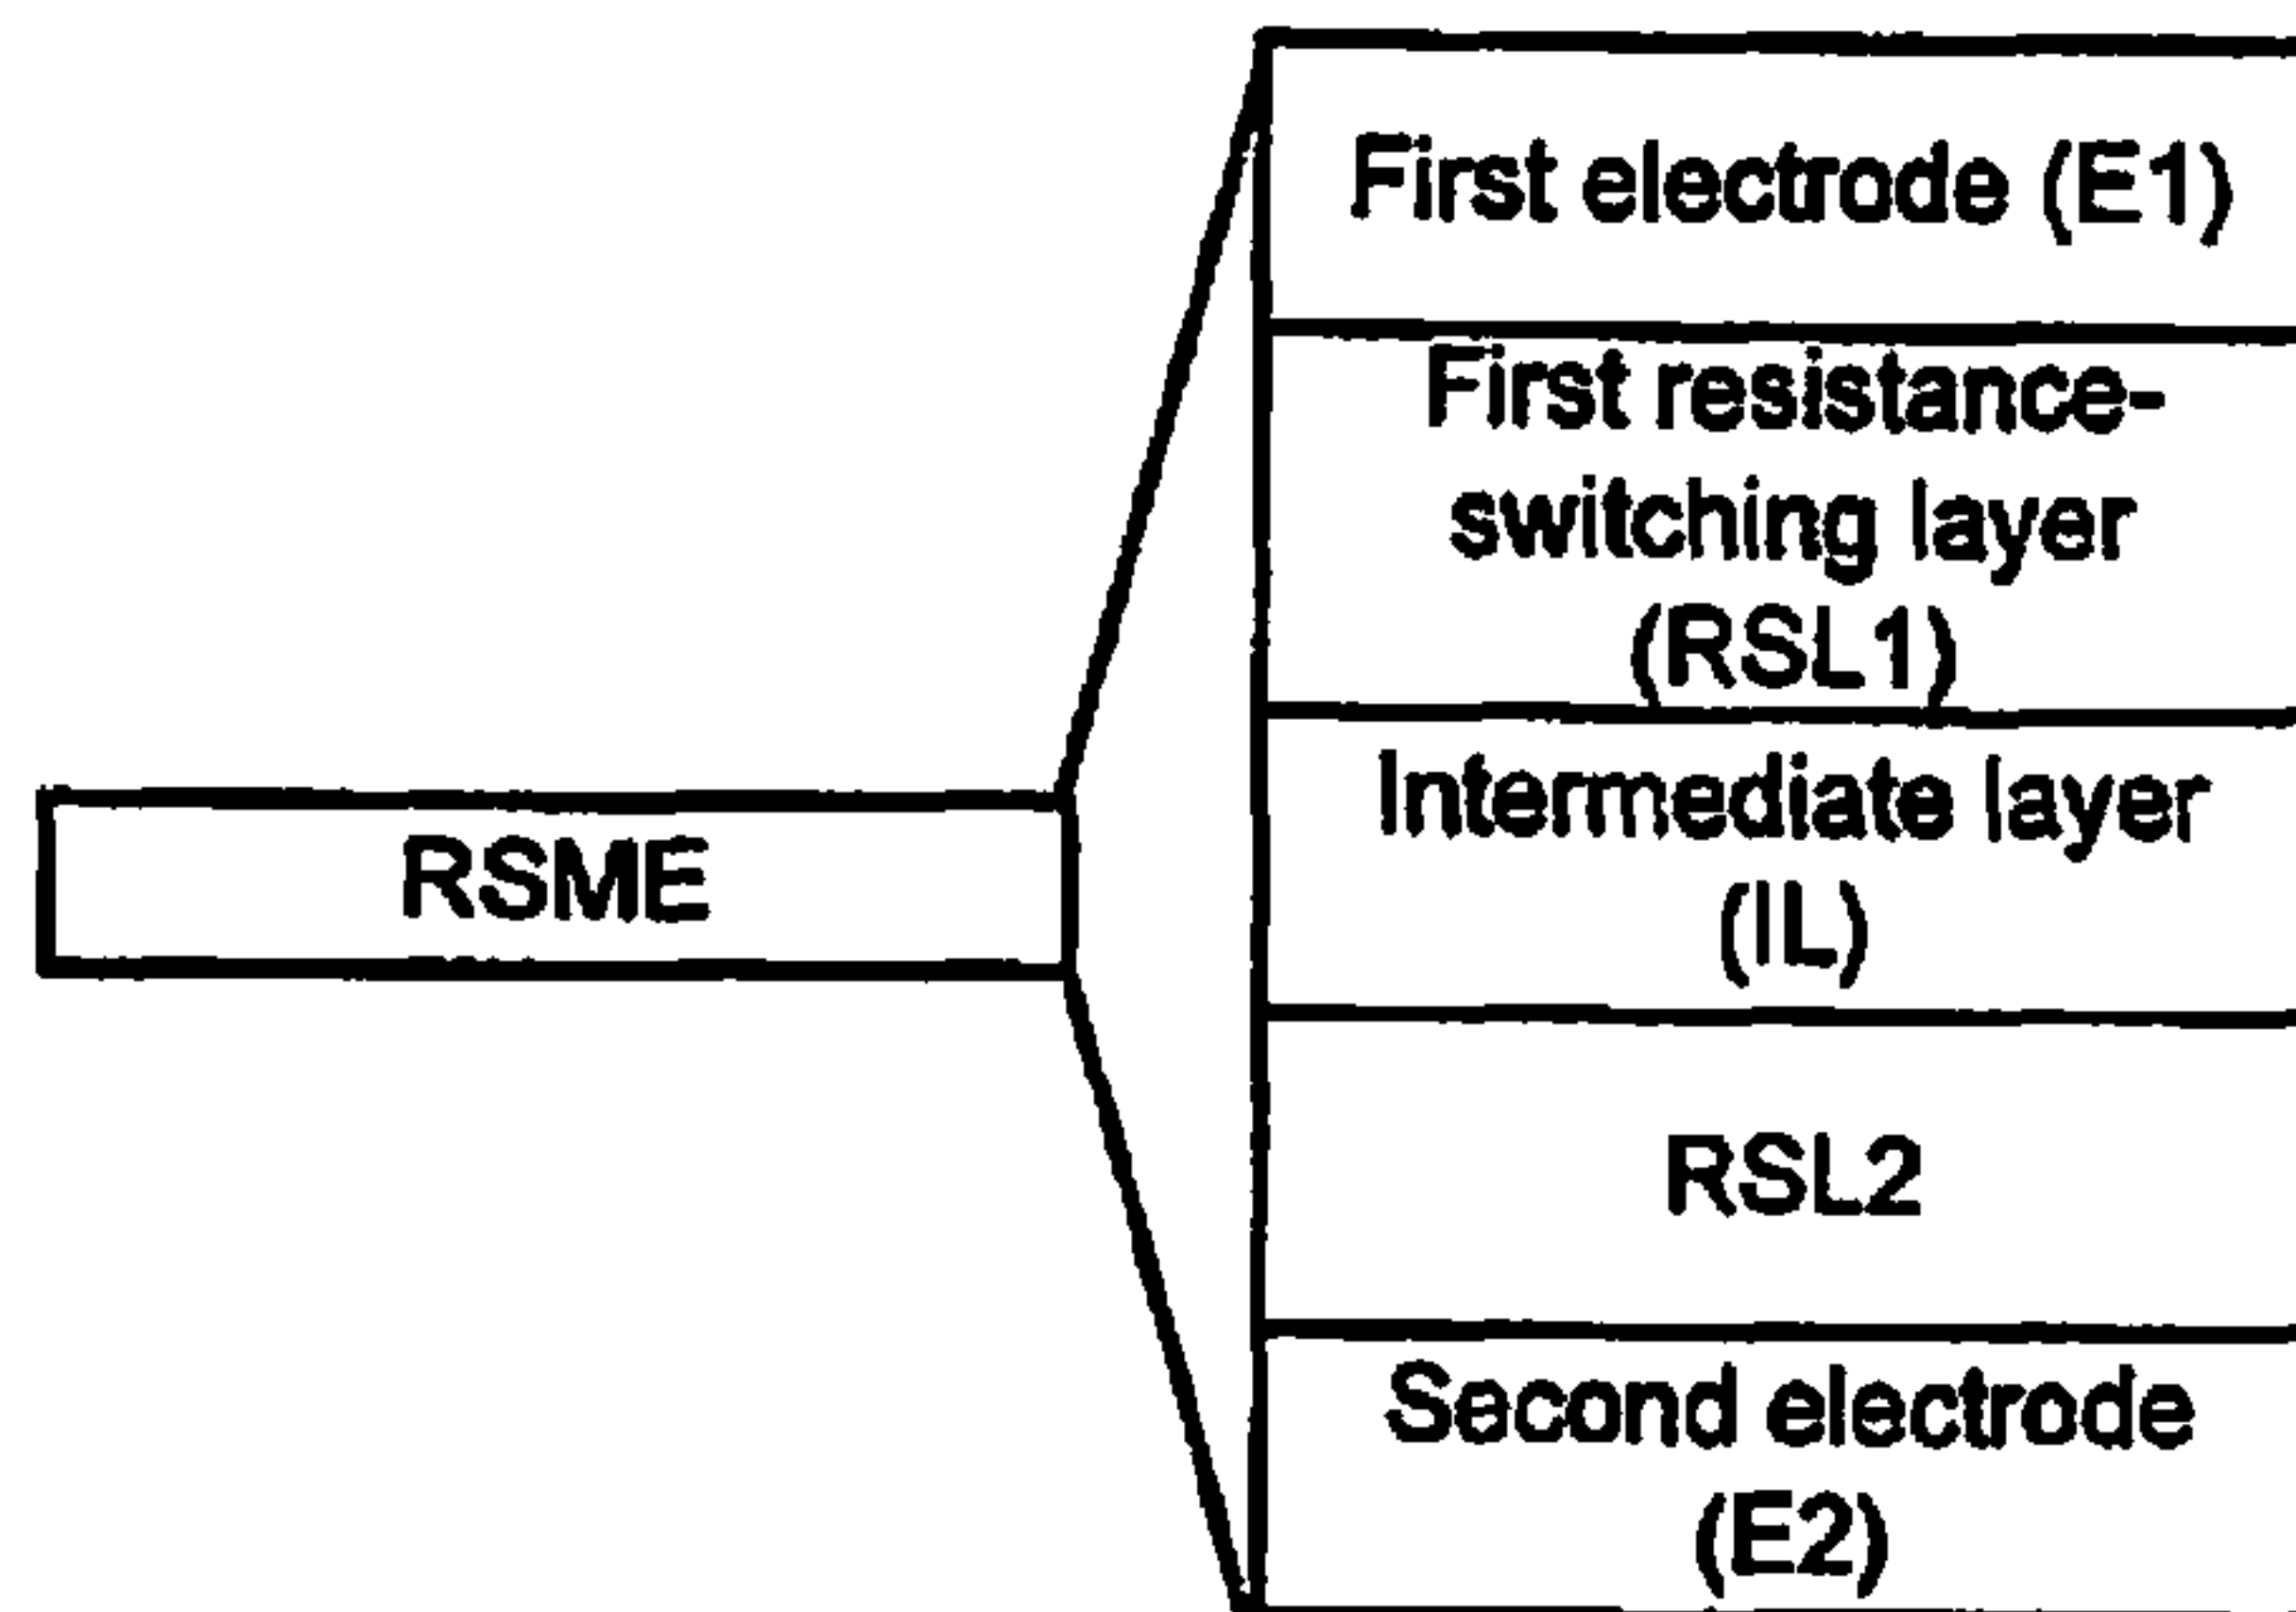 First electrode (E1)
First resistance-
switching layer
(RSL1)
Intermediate layer
(IL)
RSME
RSL2
Second electrode
(E2)